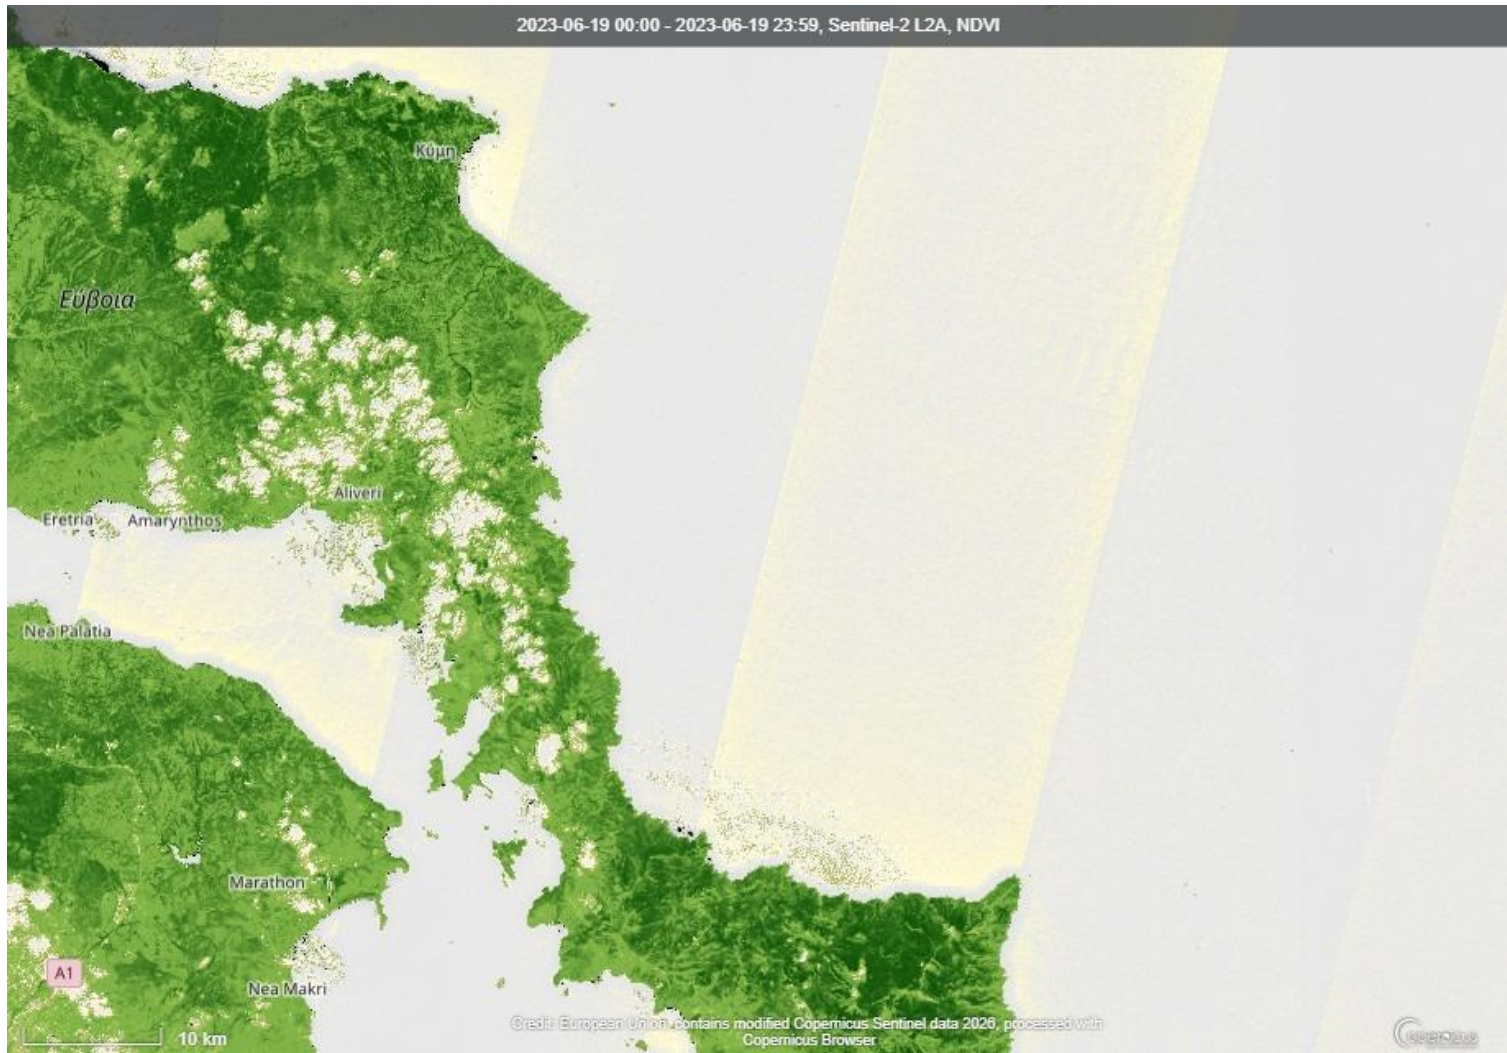 2023-06-19 00:00 - 2023-06-19 23:59, Sentinel-2 L2A, NDVI
Κύμη
Εύβοια
Aliveri
Eretria
Amarynthos
Nea Palatia
Marathon
A1
Nea Makri
Credit: European Union, contains modified Copernicus Sentinel data 2026, processed with
Copernicus Browser
10 km
opernicus